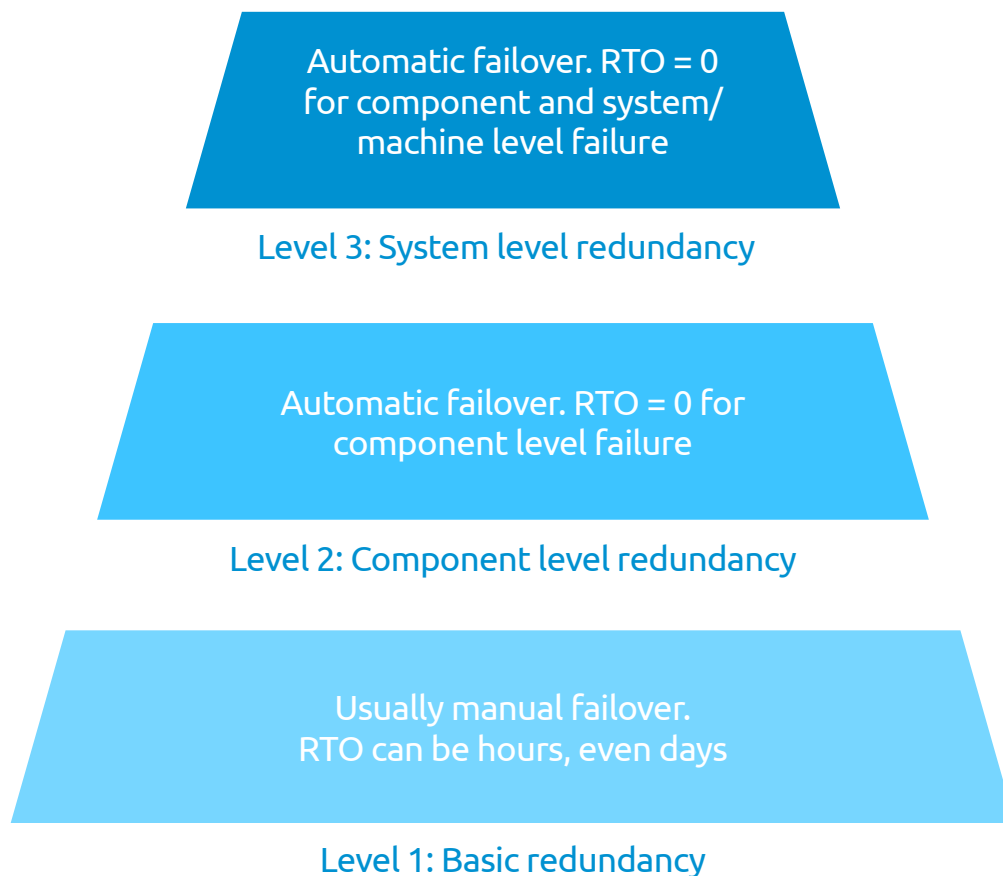 Automatic failover. RTO = 0
for component and system/
machine level failure
Level 3: System level redundancy
Automatic failover. RTO = 0 for
component level failure
Level 2: Component level redundancy
Usually manual failover.
RTO can be hours, even days
Level 1: Basic redundancy